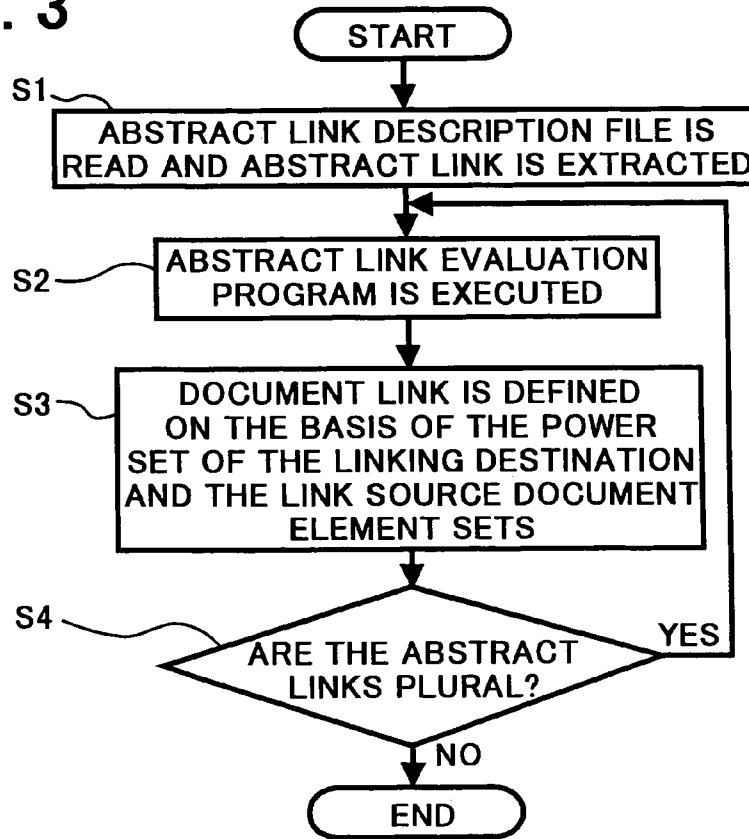 . 3
START
S1
ABSTRACT LINK DESCRIPTION FILE IS
READ AND ABSTRACT LINK IS EXTRACTED
S2
ABSTRACT LINK EVALUATION
PROGRAM IS EXECUTED
S3
DOCUMENT LINK IS DEFINED
ON THE BASIS OF THE POWER
SET OF THE LINKING DESTINATION
AND THE LINK SOURCE DOCUMENT
ELEMENT SETS
S4
ARE THE ABSTRACT
LINKS PLURAL?
YES
NO
END